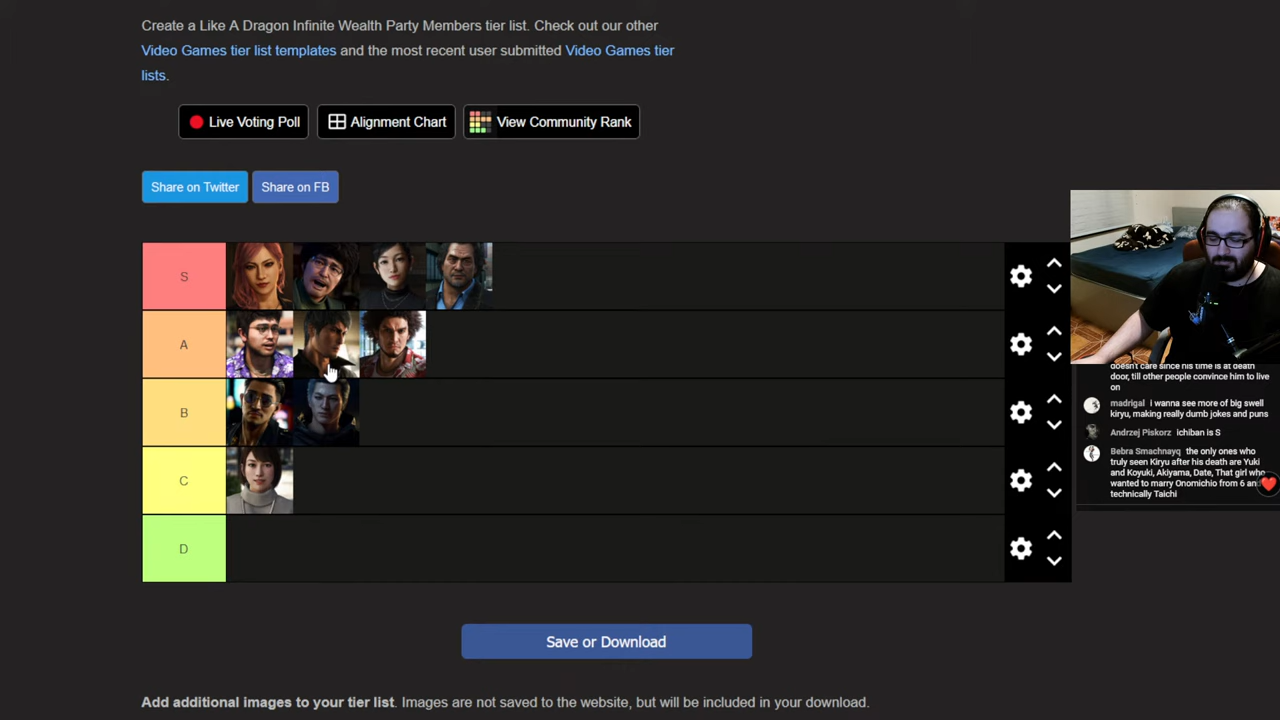 Create a Like A Dragon Infinite Wealth Party Members tier list. Check out our other
Video Games tier list templates and the most recent user submitted Video Games tier
lists.
Live Voting Poll
Alignment Chart
View Community Rank
Share on Twitter
Share on FB
S
A
B
C
D
doesn't care since his time is at death
door, till other people convince him to live
on
madrigal i wanna see more of big swell
kiryu, making really dumb jokes and puns
Andrzej Piskorz ichiban is S
Bebra Smachnayq the only ones who
truly seen Kiryu after his death are Yuki
and Koyuki, Akiyama, Date, That girl who
wanted to marry Onomichio from 6 and
technically Taichi
Save or Download
Add additional images to your tier list. Images are not saved to the website, but will be included in your download.